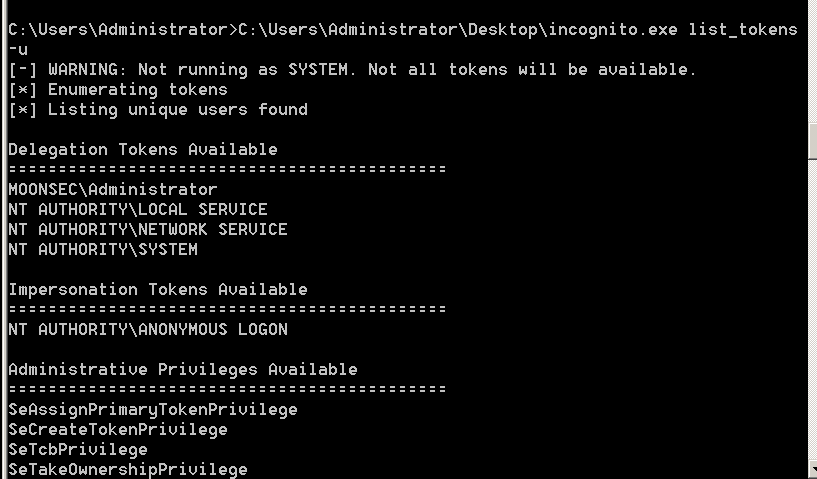 C:\Users\Administrator>C:\Users\Administrator\Desktop\incognito.exe list_tokens
-u
[-] WARNING: Not running as SYSTEM. Not all tokens will be available.
[*] Enumerating tokens
[*] Listing unique users found
Delegation Tokens Available
============================================
MOONSEC\Administrator
NT AUTHORITY\LOCAL SERVICE
NT AUTHORITY\NETWORK SERVICE
NT AUTHORITY\SYSTEM
Impersonation Tokens Available
============================================
NT AUTHORITY\ANONYMOUS LOGON
Administrative Privileges Available
============================================
SeAssignPrimaryTokenPrivilege
SeCreateTokenPrivilege
SeTcbPrivilege
SeTakeOwnershipPrivilege